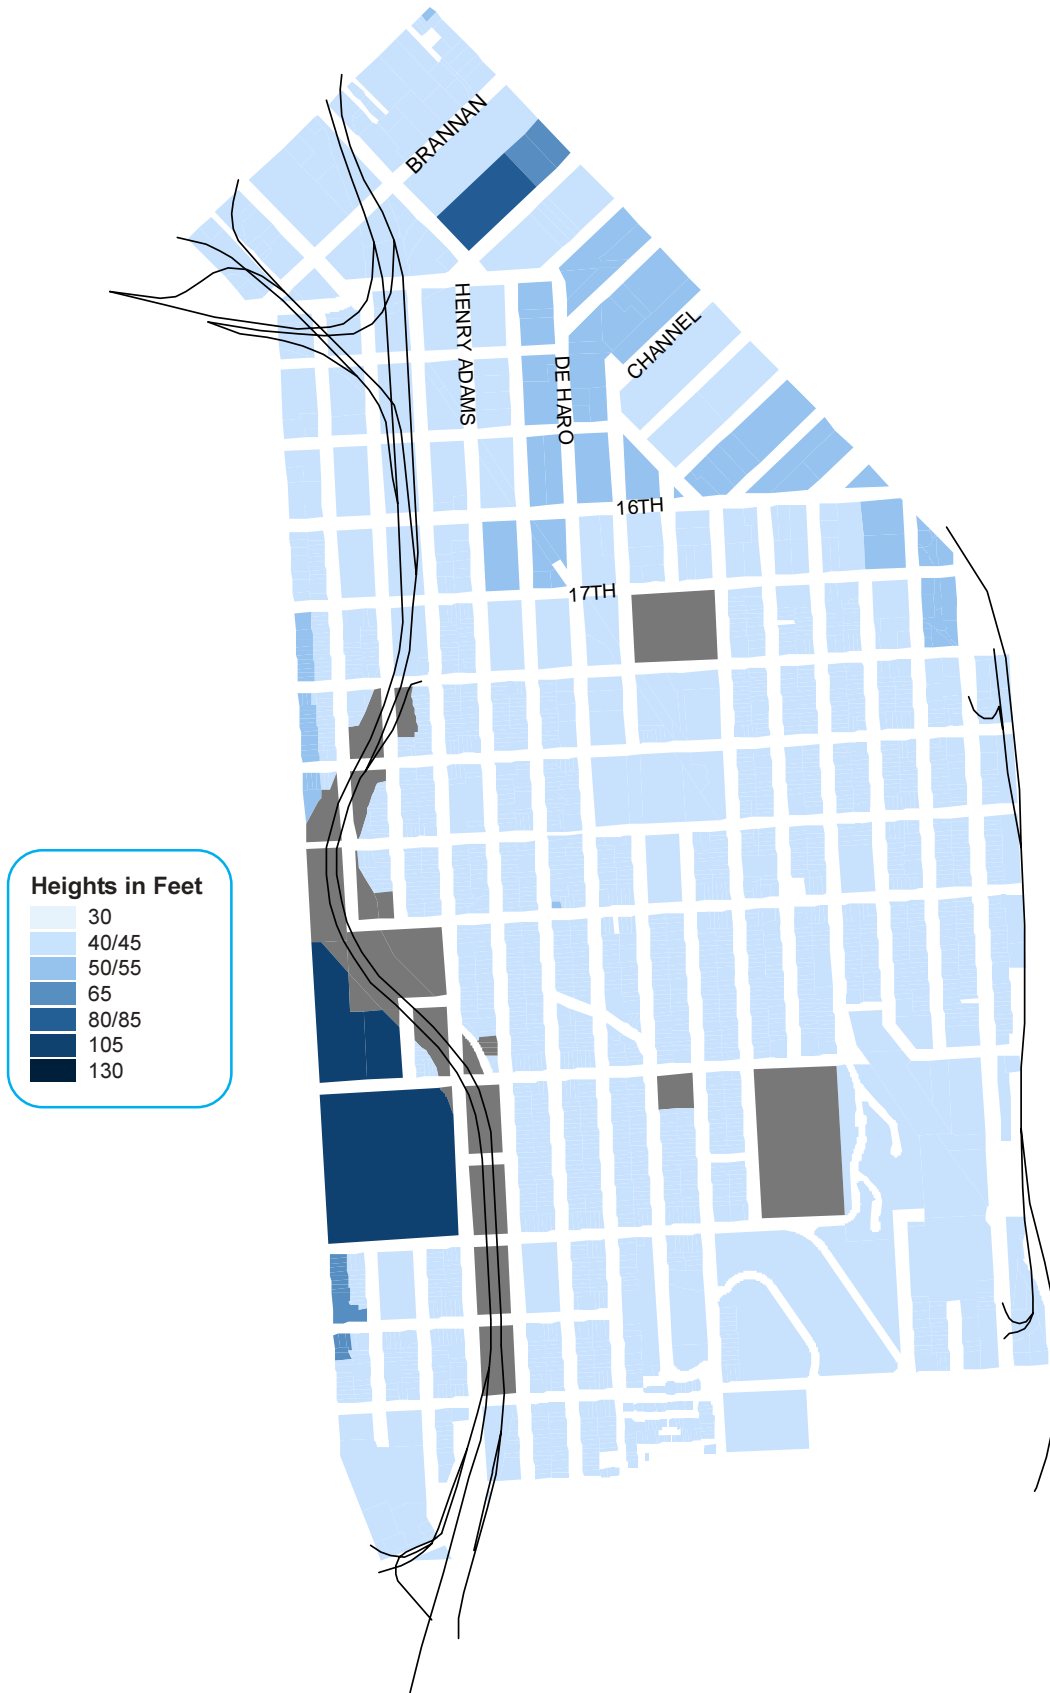 BRANNAN
HENRY ADAMS
DE HARO
CHANNEL
16TH
17TH
Heights in Feet
30
40/45
50/55
65
80/85
105
130